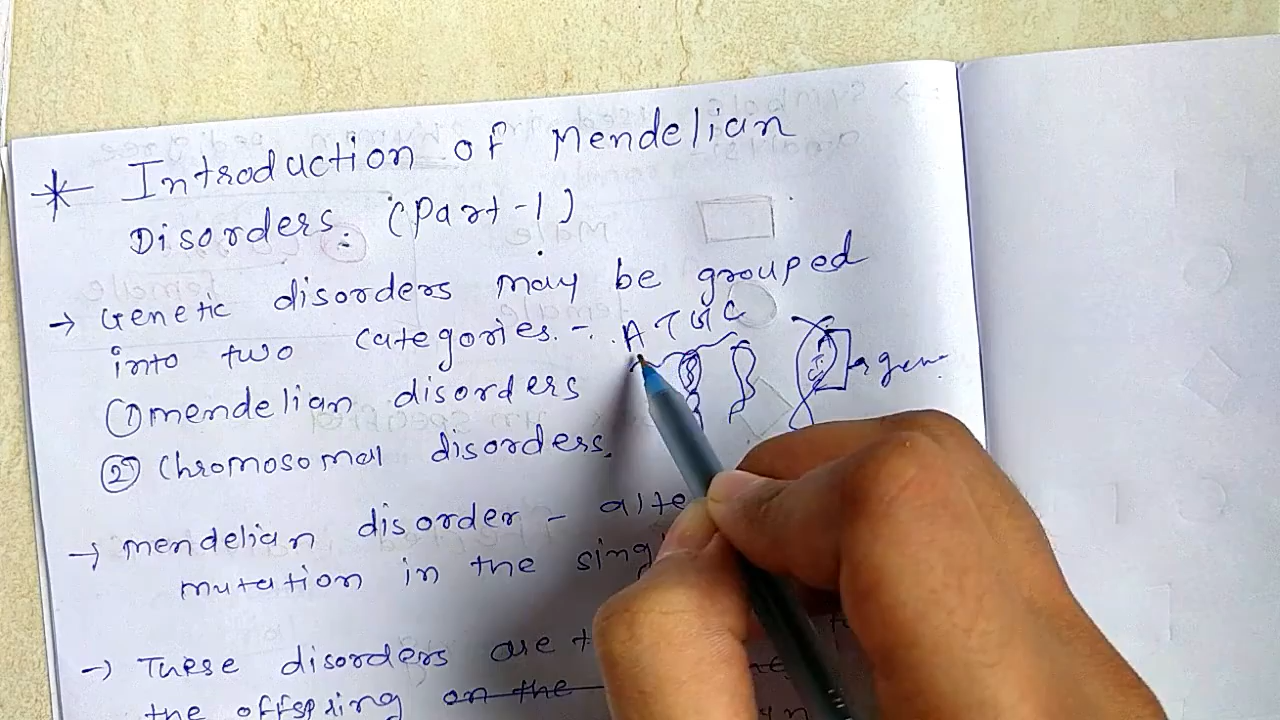 * Introduction of Mendelian
Disorders. (Part-1)
→ Genetic disorders may be grouped
into two categories. -
A T G C
① mendelian disorders
gen
② Chromosomal disorders.
→ mendelian disorder - alte
mutation in the sing
→ These disorders are t
the offspring on the